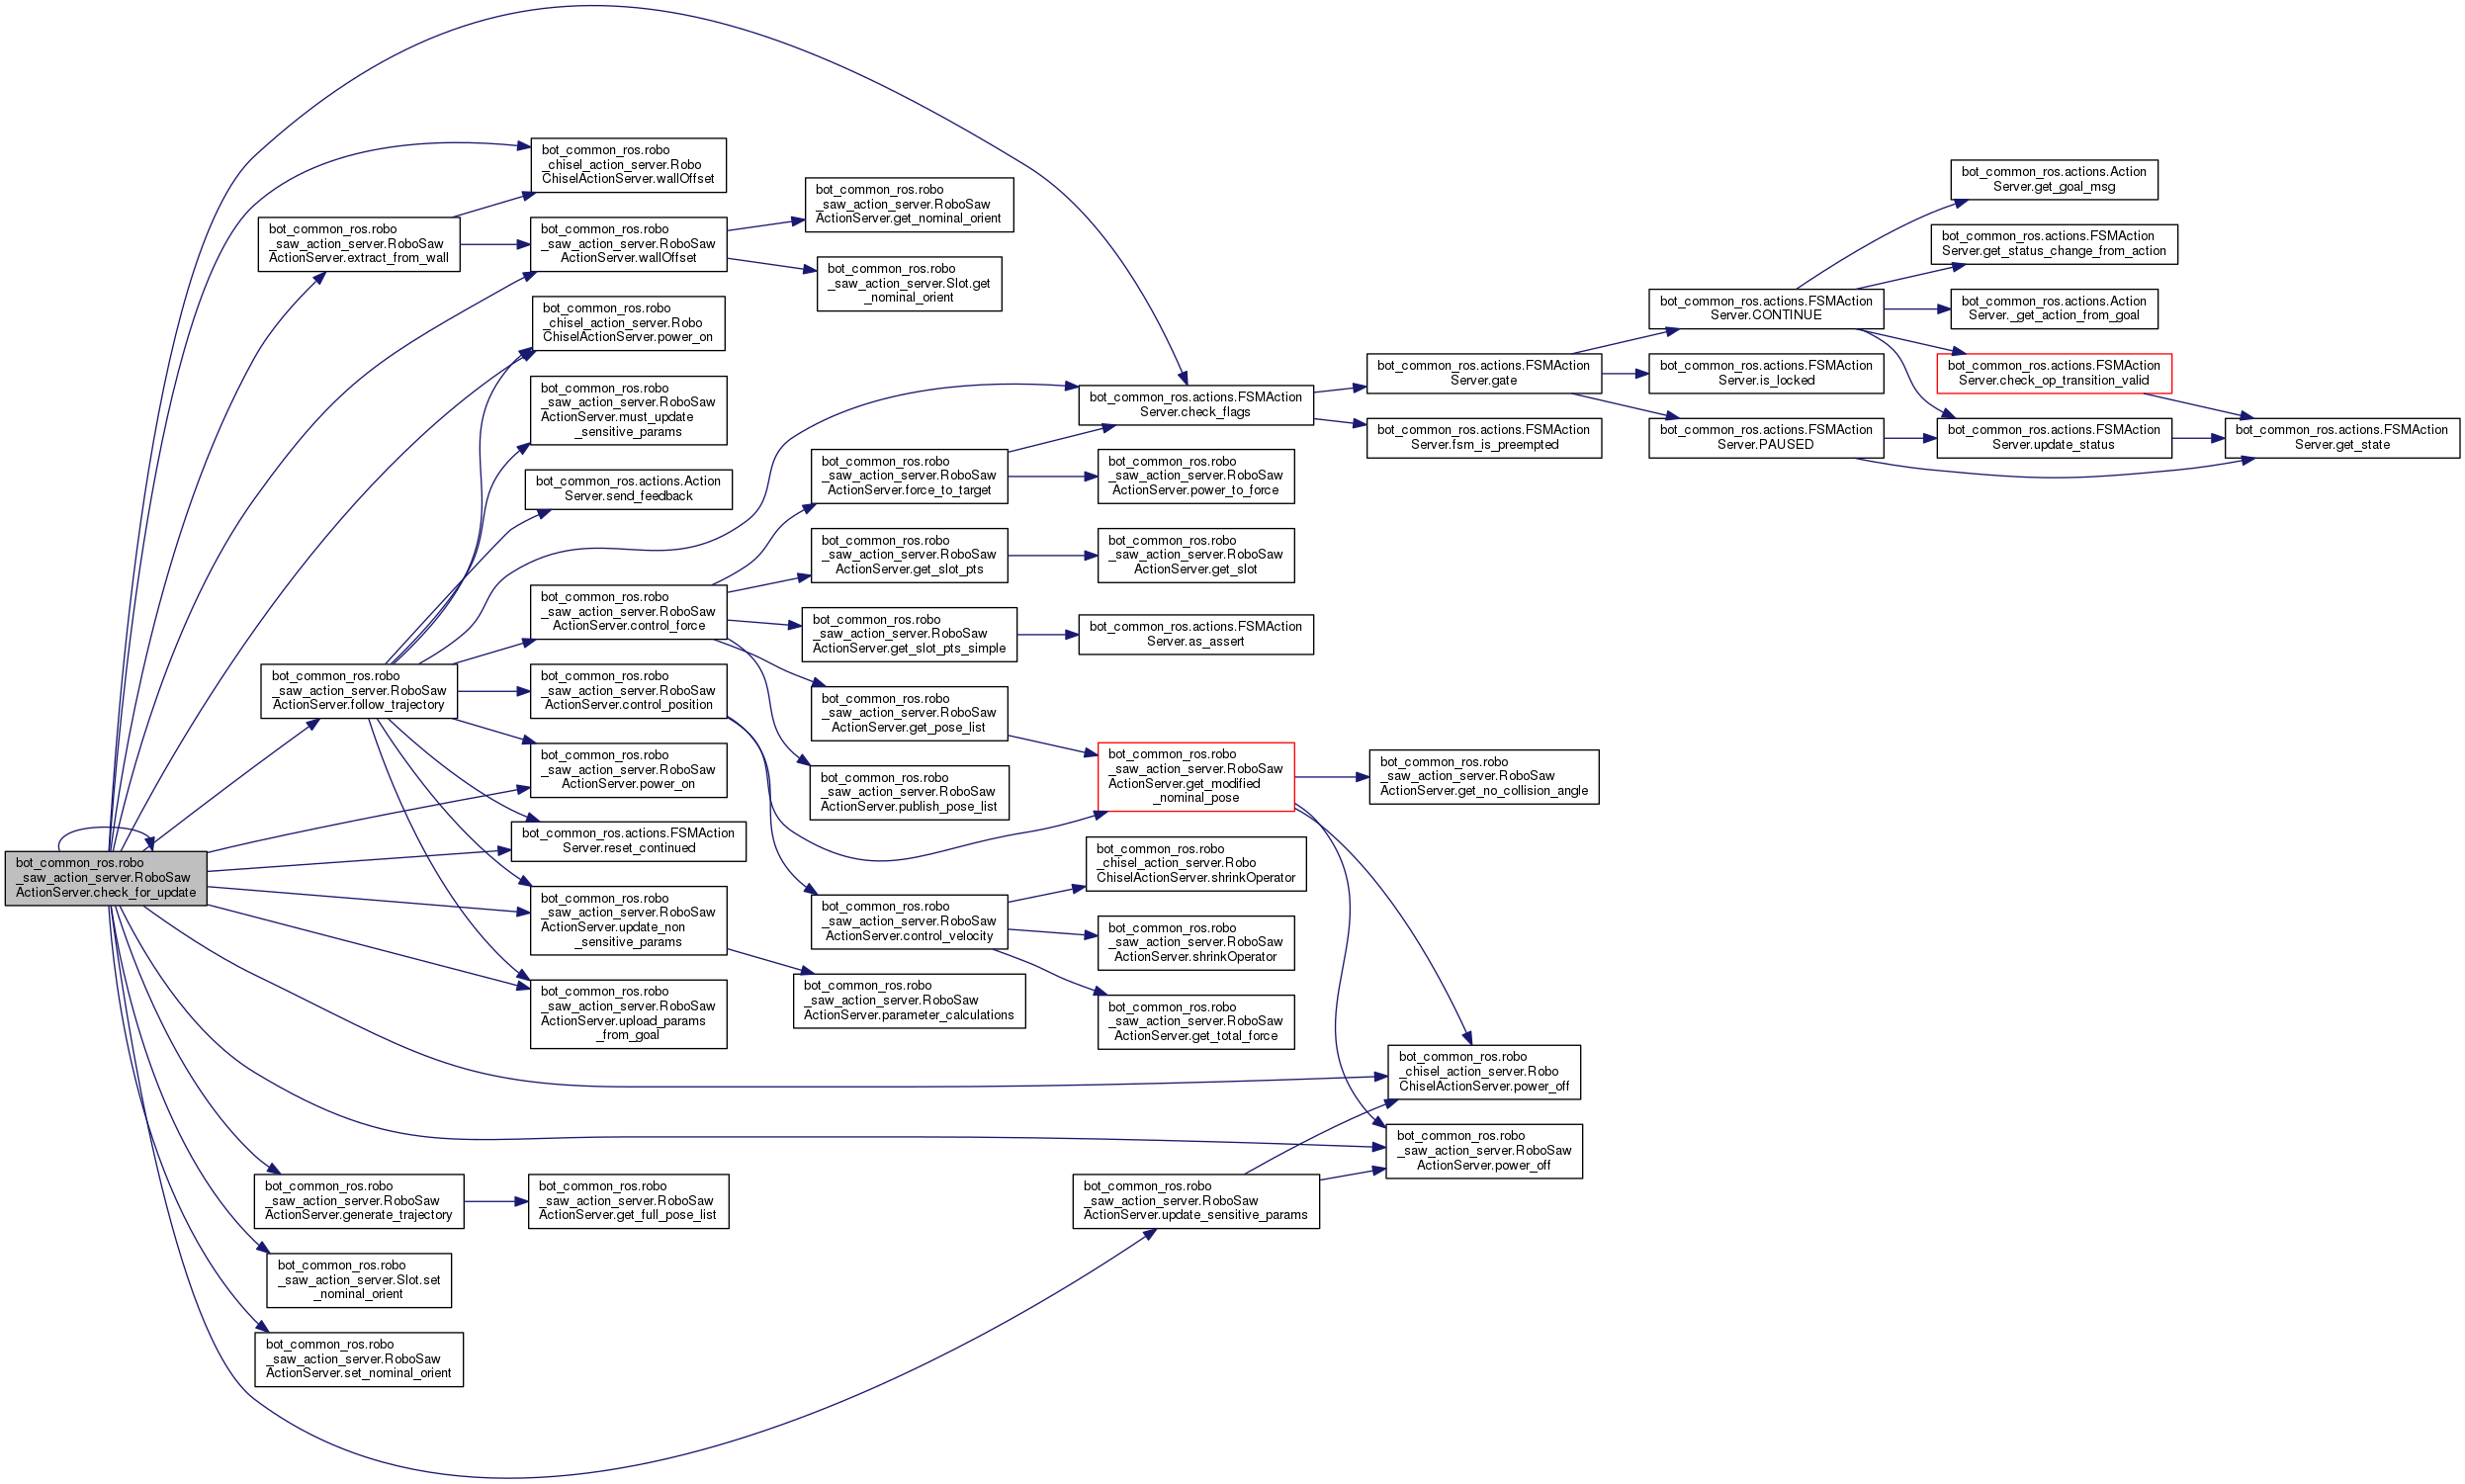 bot_common_ros.robo
_saw_action_server.RoboSaw
ActionServer.check_for_update
bot_common_ros.robo
_saw_action_server.RoboSaw
ActionServer.extract_from_wall
bot_common_ros.robo
_saw_action_server.RoboSaw
ActionServer.follow_trajectory
bot_common_ros.robo
_saw_action_server.RoboSaw
ActionServer.generate_trajectory
bot_common_ros.robo
_saw_action_server.Slot.set
_nominal_orient
bot_common_ros.robo
_saw_action_server.RoboSaw
ActionServer.set_nominal_orient
bot_common_ros.robo
_chisel_action_server.Robo
ChiselActionServer.wallOffset
bot_common_ros.robo
_saw_action_server.RoboSaw
ActionServer.wallOffset
bot_common_ros.robo
_chisel_action_server.Robo
ChiselActionServer.power_on
bot_common_ros.robo
_saw_action_server.RoboSaw
ActionServer.must_update
_sensitive_params
bot_common_ros.actions.Action
Server.send_feedback
bot_common_ros.robo
_saw_action_server.RoboSaw
ActionServer.control_force
bot_common_ros.robo
_saw_action_server.RoboSaw
ActionServer.control_position
bot_common_ros.robo
_saw_action_server.RoboSaw
ActionServer.power_on
bot_common_ros.actions.FSMAction
Server.reset_continued
bot_common_ros.robo
_saw_action_server.RoboSaw
ActionServer.update_non
_sensitive_params
bot_common_ros.robo
_saw_action_server.RoboSaw
ActionServer.upload_params
_from_goal
bot_common_ros.robo
_saw_action_server.RoboSaw
ActionServer.get_full_pose_list
bot_common_ros.robo
_saw_action_server.RoboSaw
ActionServer.get_nominal_orient
bot_common_ros.robo
_saw_action_server.Slot.get
_nominal_orient
bot_common_ros.robo
_saw_action_server.RoboSaw
ActionServer.force_to_target
bot_common_ros.robo
_saw_action_server.RoboSaw
ActionServer.get_slot_pts
bot_common_ros.robo
_saw_action_server.RoboSaw
ActionServer.get_slot_pts_simple
bot_common_ros.robo
_saw_action_server.RoboSaw
ActionServer.get_pose_list
bot_common_ros.robo
_saw_action_server.RoboSaw
ActionServer.publish_pose_list
bot_common_ros.robo
_saw_action_server.RoboSaw
ActionServer.control_velocity
bot_common_ros.robo
_saw_action_server.RoboSaw
ActionServer.parameter_calculations
bot_common_ros.actions.FSMAction
Server.check_flags
bot_common_ros.robo
_saw_action_server.RoboSaw
ActionServer.power_to_force
bot_common_ros.robo
_saw_action_server.RoboSaw
ActionServer.get_slot
bot_common_ros.actions.FSMAction
Server.as_assert
bot_common_ros.robo
_saw_action_server.RoboSaw
ActionServer.get_modified
_nominal_pose
bot_common_ros.robo
_chisel_action_server.Robo
ChiselActionServer.shrinkOperator
bot_common_ros.robo
_saw_action_server.RoboSaw
ActionServer.shrinkOperator
bot_common_ros.robo
_saw_action_server.RoboSaw
ActionServer.get_total_force
bot_common_ros.robo
_saw_action_server.RoboSaw
ActionServer.update_sensitive_params
bot_common_ros.actions.FSMAction
Server.gate
bot_common_ros.actions.FSMAction
Server.fsm_is_preempted
bot_common_ros.robo
_saw_action_server.RoboSaw
ActionServer.get_no_collision_angle
bot_common_ros.robo
_chisel_action_server.Robo
ChiselActionServer.power_off
bot_common_ros.robo
_saw_action_server.RoboSaw
ActionServer.power_off
bot_common_ros.actions.FSMAction
Server.CONTINUE
bot_common_ros.actions.FSMAction
Server.is_locked
bot_common_ros.actions.FSMAction
Server.PAUSED
bot_common_ros.actions.Action
Server.get_goal_msg
bot_common_ros.actions.FSMAction
Server.get_status_change_from_action
bot_common_ros.actions.Action
Server._get_action_from_goal
bot_common_ros.actions.FSMAction
Server.check_op_transition_valid
bot_common_ros.actions.FSMAction
Server.update_status
bot_common_ros.actions.FSMAction
Server.get_state